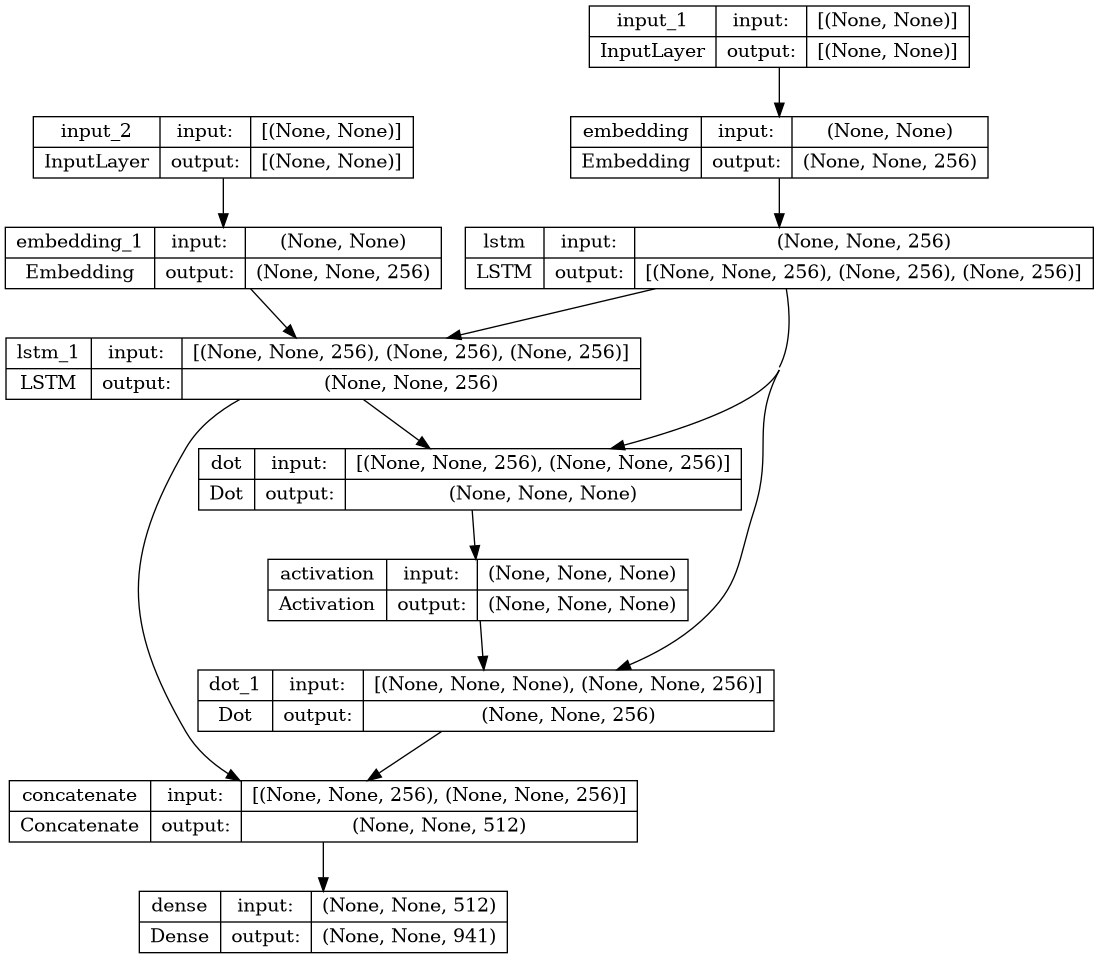 input_1 input: [(None, None)]
InputLayer output: [(None, None)]
input_2 input: [(None, None)]
InputLayer output: [(None, None)]
embedding input: (None, None)
Embedding output: (None, None, 256)
embedding_1 input: (None, None)
Embedding output: (None, None, 256)
lstm input: (None, None, 256)
LSTM output: [(None, None, 256), (None, 256), (None, 256)]
lstm_1 input: [(None, None, 256), (None, 256), (None, 256)]
LSTM output: (None, None, 256)
dot input: [(None, None, 256), (None, None, 256)]
Dot output: (None, None, None)
activation input: (None, None, None)
Activation output: (None, None, None)
dot_1 input: [(None, None, None), (None, None, 256)]
Dot output: (None, None, 256)
concatenate input: [(None, None, 256), (None, None, 256)]
Concatenate output: (None, None, 512)
dense input: (None, None, 512)
Dense output: (None, None, 941)